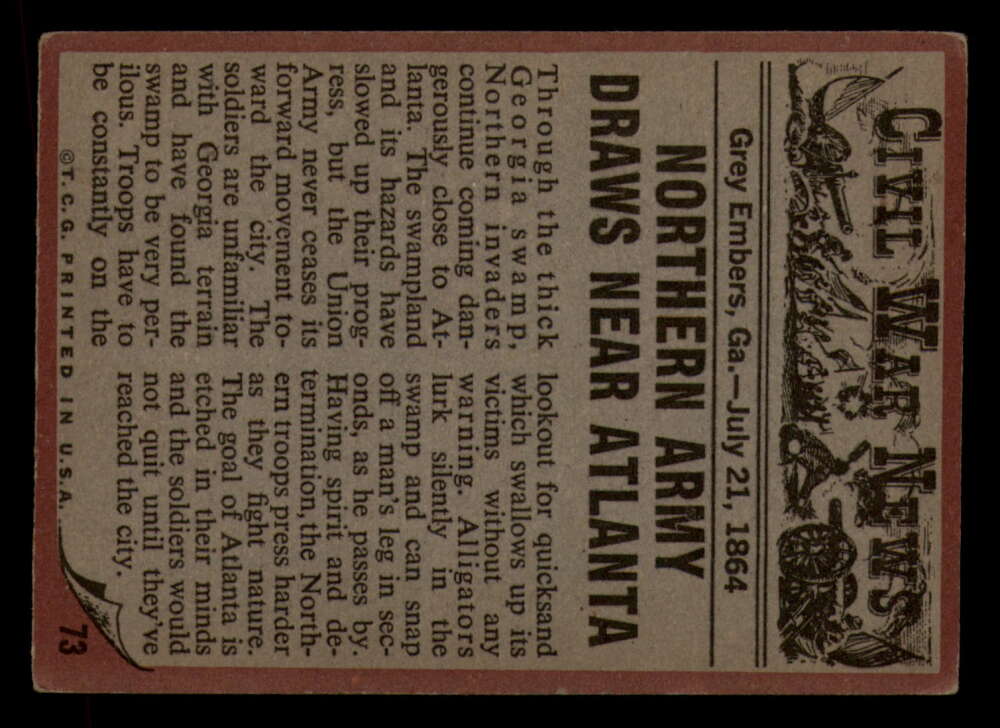 CIVIL WAR NEWS
Grey Embers, Ga.—July 21, 1864
NORTHERN ARMY
DRAWS NEAR ATLANTA
Through the thick
Georgia swamp,
Northern invaders
continue coming dan-
gerously close to At-
lanta. The swampland
and its hazards have
slowed up their prog-
ress, but the Union
Army never ceases its
forward movement to-
ward the city. The
soldiers are unfamiliar
with Georgia terrain
and have found the
swamp to be very per-
ilous. Troops have to
be constantly on the
lookout for quicksand
which swallows up its
victims without any
warning. Alligators
lurk silently in the
swamp and can snap
off a man's leg in sec-
onds, as he passes by.
Having spirit and de-
termination, the North-
ern troops press harder
as they fight nature.
The goal of Atlanta is
etched in their minds
and the soldiers would
not quit until they've
reached the city.
©T.C.G. PRINTED IN U.S.A.
73